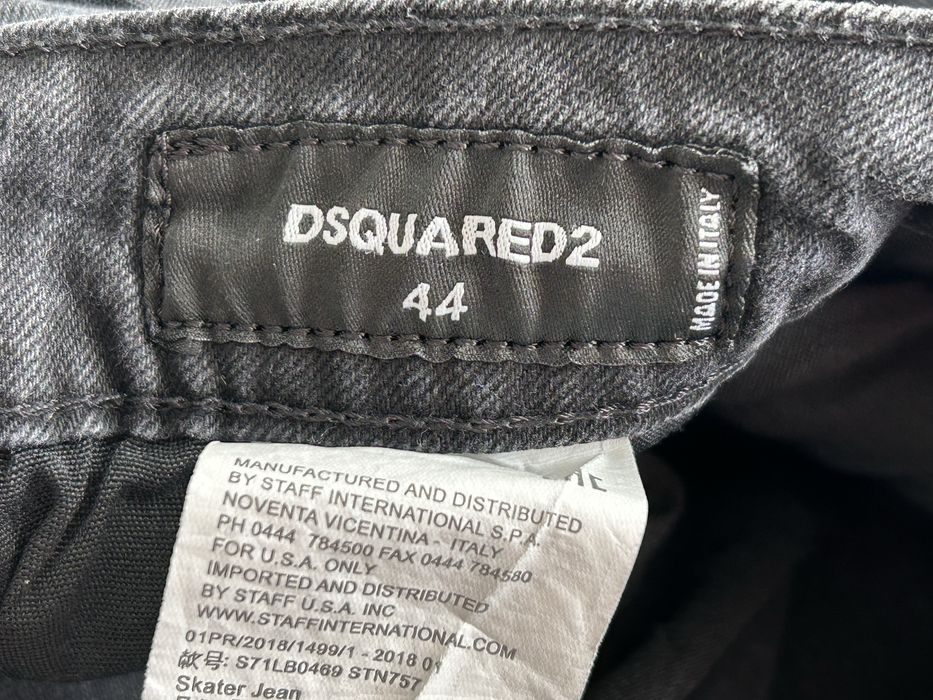 DSQUARED2
44
MADE IN ITALY
MANUFACTURED AND DISTRIBUTED
BY STAFF INTERNATIONAL S.P.A.
NOVENTA VICENTINA - ITALY
PH 0444 784500 FAX 0444 784580
FOR U.S.A. ONLY
IMPORTED AND DISTRIBUTED
BY STAFF U.S.A. INC
WWW.STAFFINTERNATIONAL.COM
01PR/2018/1499/1 - 2018 01
款号: S71LB0469 STN757
Skater Jean